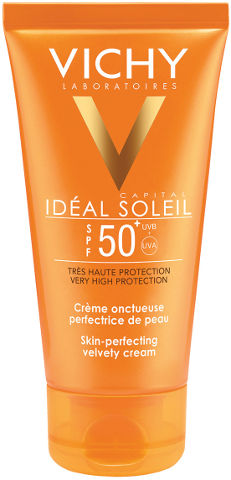 VICHY
LABORATOIRES
CAPITAL
IDÉAL SOLEIL
SPF 50+ UVB + UVA
TRÈS HAUTE PROTECTION
VERY HIGH PROTECTION
Crème onctueuse
perfectrice de peau
Skin-perfecting
velvety cream